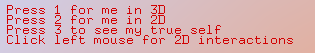 Press 1 for me in 3D
Press 2 for me in 2D
Press 3 to see my true self
Click left mouse for 2D interactions